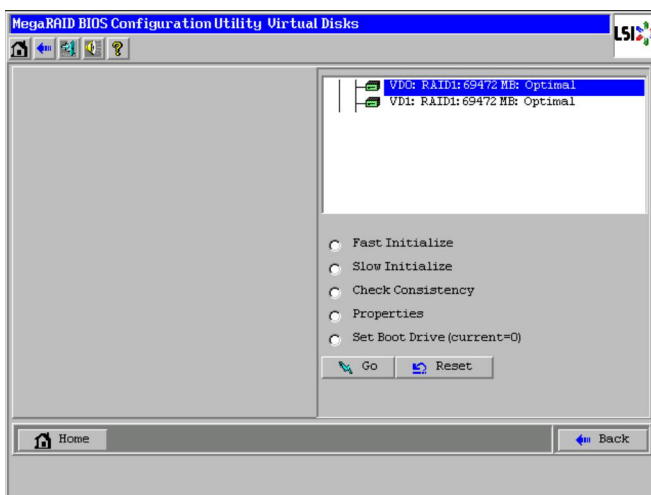 MegaRAID BIOS Configuration Utility Virtual Disks
LSI
VD0: RAID1: 69472 MB: Optimal
VD1: RAID1: 69472 MB: Optimal
Fast Initialize
Slow Initialize
Check Consistency
Properties
Set Boot Drive (current=0)
Go
Reset
Home
Back